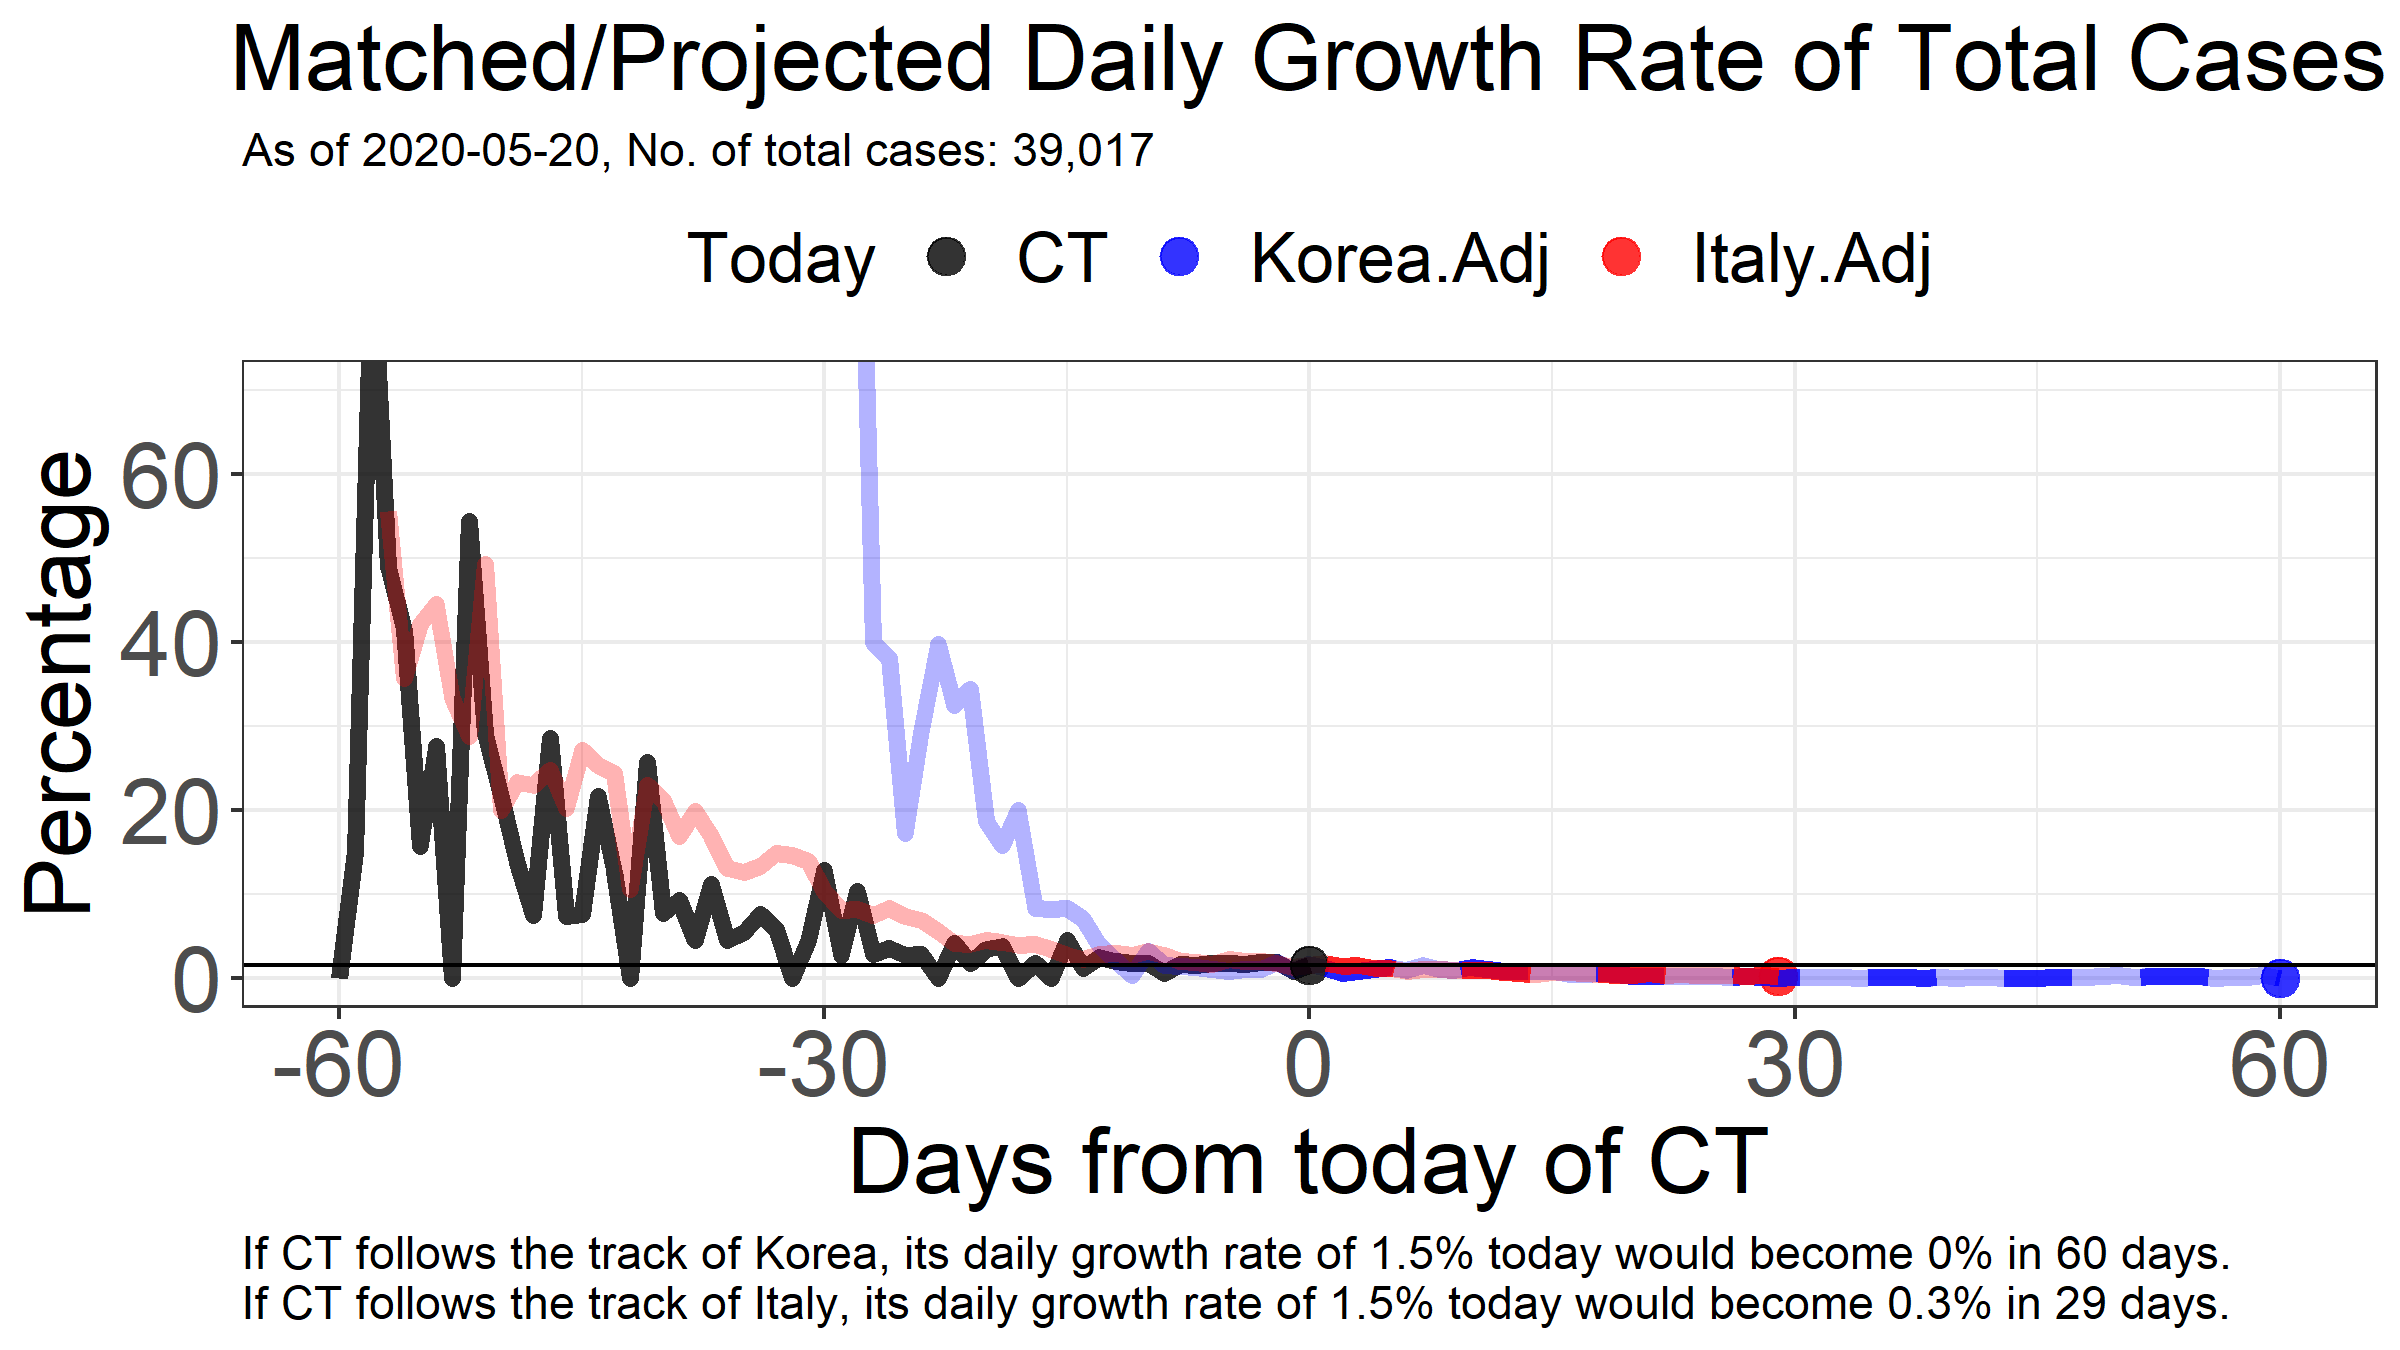 Matched/Projected Daily Growth Rate of Total Cases
As of 2020-05-20, No. of total cases: 39,017
Today CT Korea.Adj Italy.Adj
Percentage
60
40
20
0
-60 -30 0 30 60
Days from today of CT
If CT follows the track of Korea, its daily growth rate of 1.5% today would become 0% in 60 days.
If CT follows the track of Italy, its daily growth rate of 1.5% today would become 0.3% in 29 days.